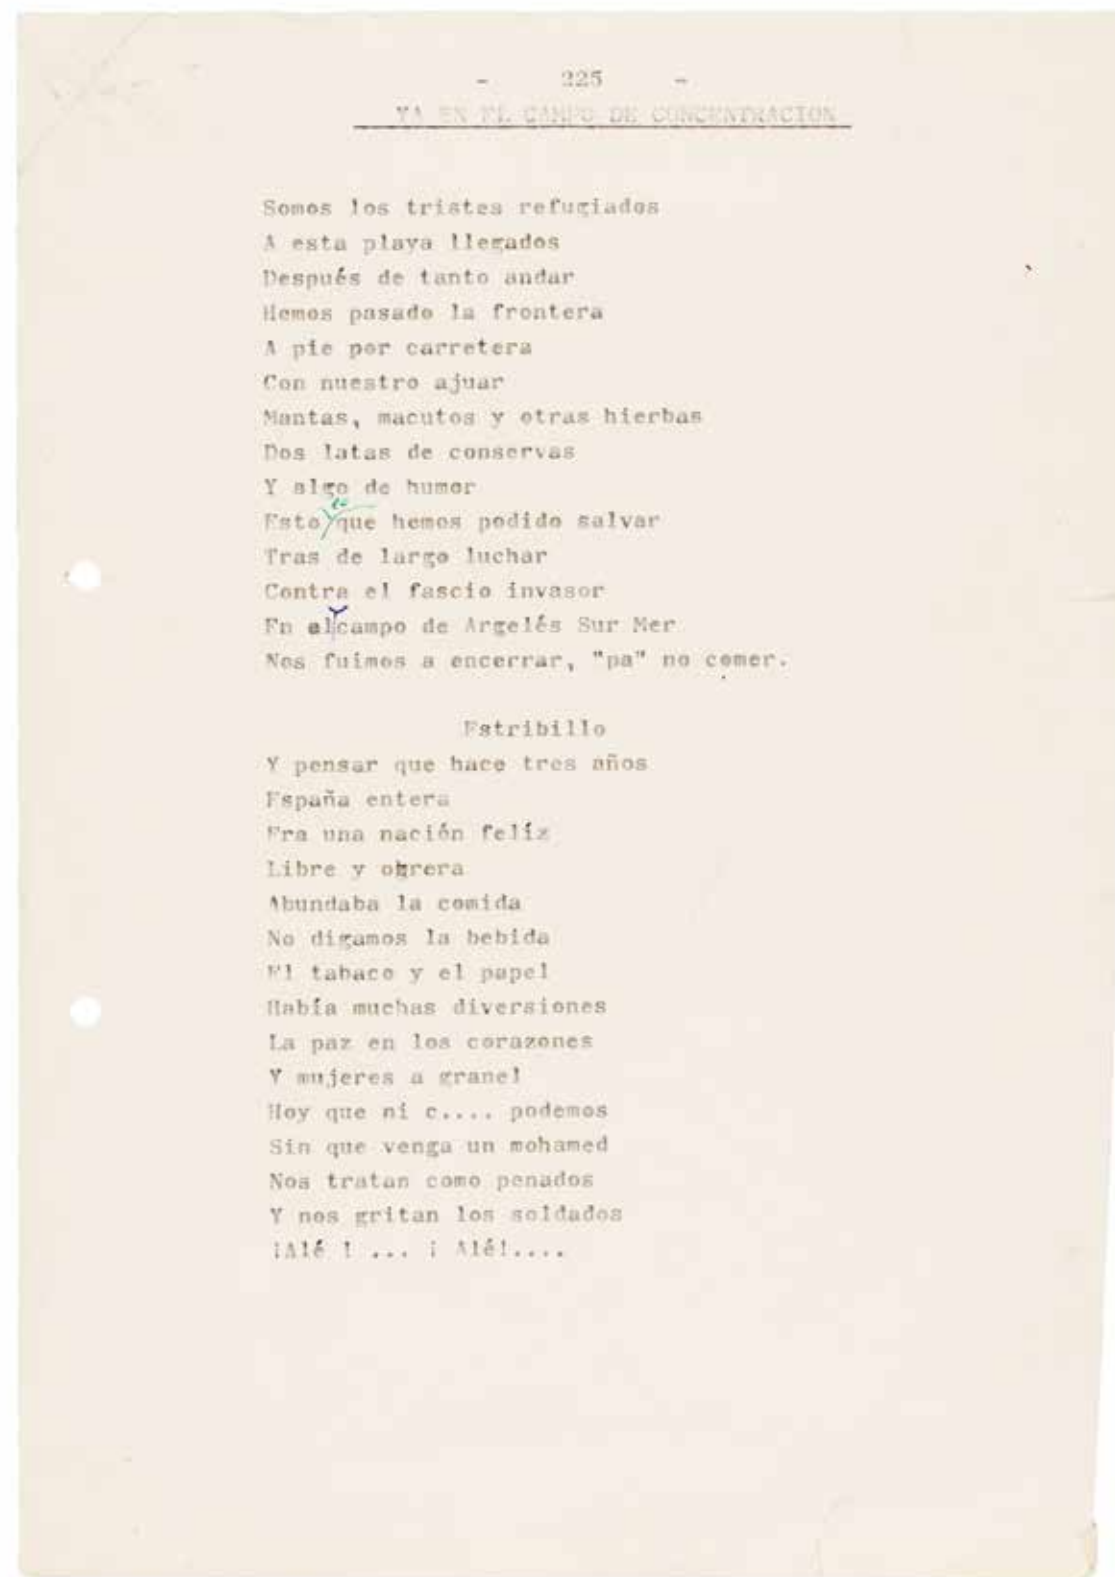 - 225 -
YA EN EL CAMPO DE CONCENTRACION
Somos los tristes refugiados
A esta playa llegados
Después de tanto andar
Hemos pasado la frontera
A pie por carretera
Con nuestro ajuar
Mantas, macutos y otras hierbas
Dos latas de conservas
Y algo de humor
Esto que hemos podido salvar
Tras de largo luchar
Contra el fascio invasor
En el campo de Argelés Sur Mer
Nos fuimos a encerrar, "pa" no comer.
Estribillo
Y pensar que hace tres años
España entera
Era una nación felíz
Libre y obrera
Abundaba la comida
No digamos la bebida
El tabaco y el papel
Había muchas diversiones
La paz en los corazones
Y mujeres a granel
Hoy que ni c.... podemos
Sin que venga un mohamed
Nos tratan como penados
Y nos gritan los soldados
¡Alé ! ... ¡ Alé!....